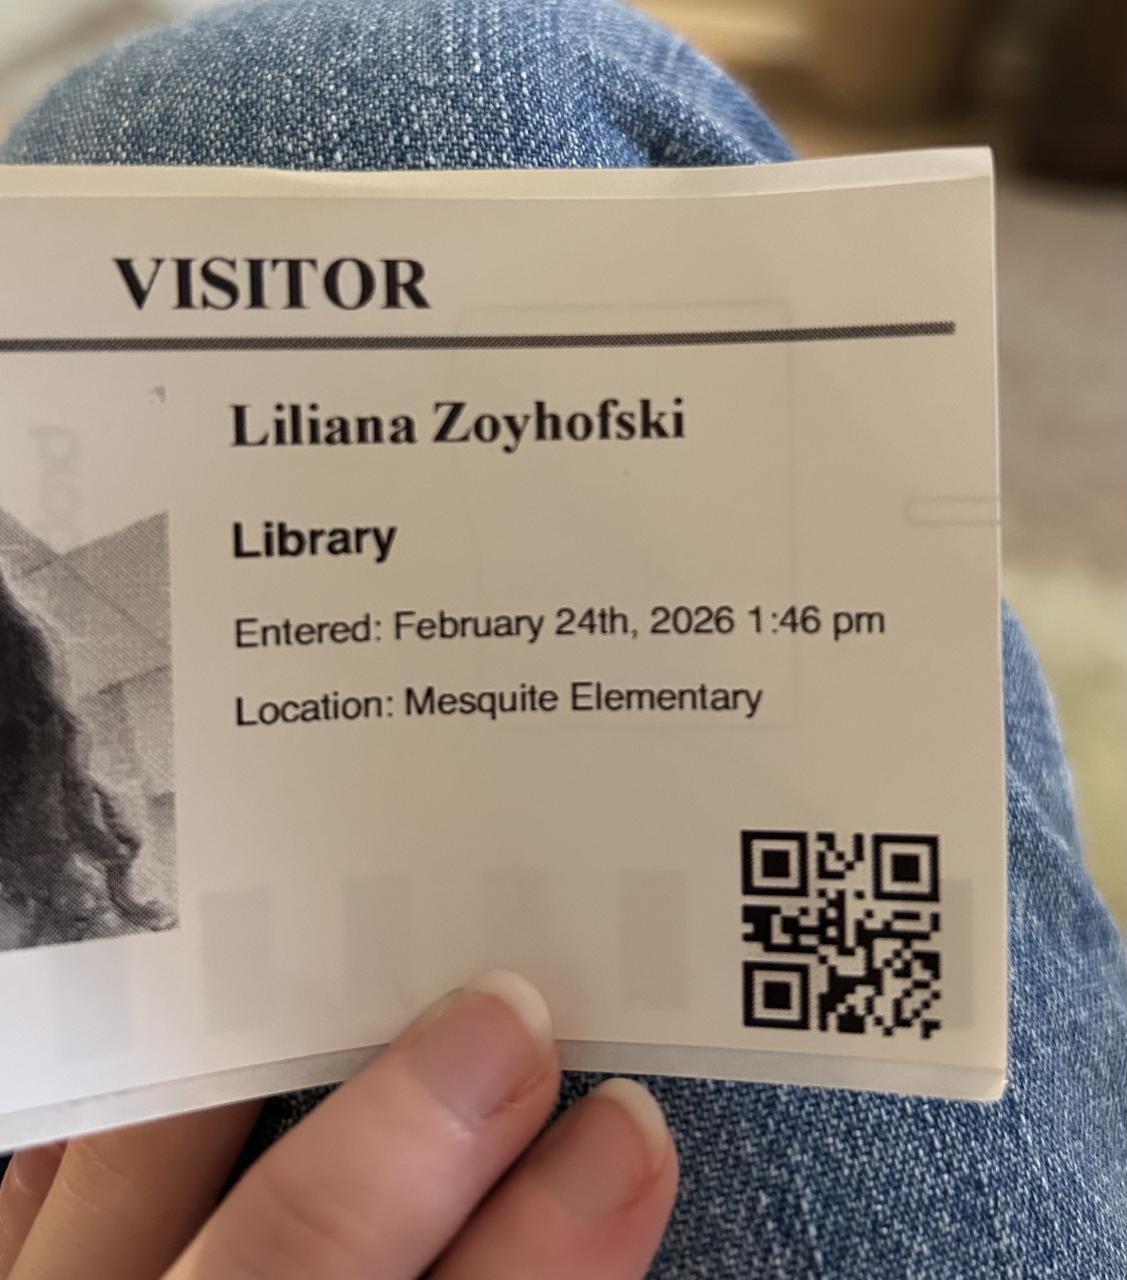 VISITOR
Liliana Zoyhofski
Library
Entered: February 24th, 2026 1:46 pm
Location: Mesquite Elementary